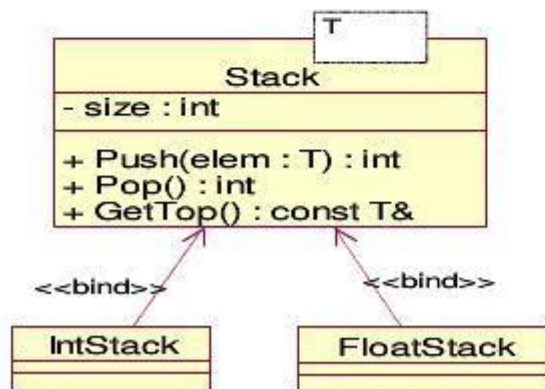 T
Stack
- size : int
+ Push(elem : T) : int
+ Pop() : int
+ GetTop() : const T&
<<bind>>
<<bind>>
IntStack
FloatStack